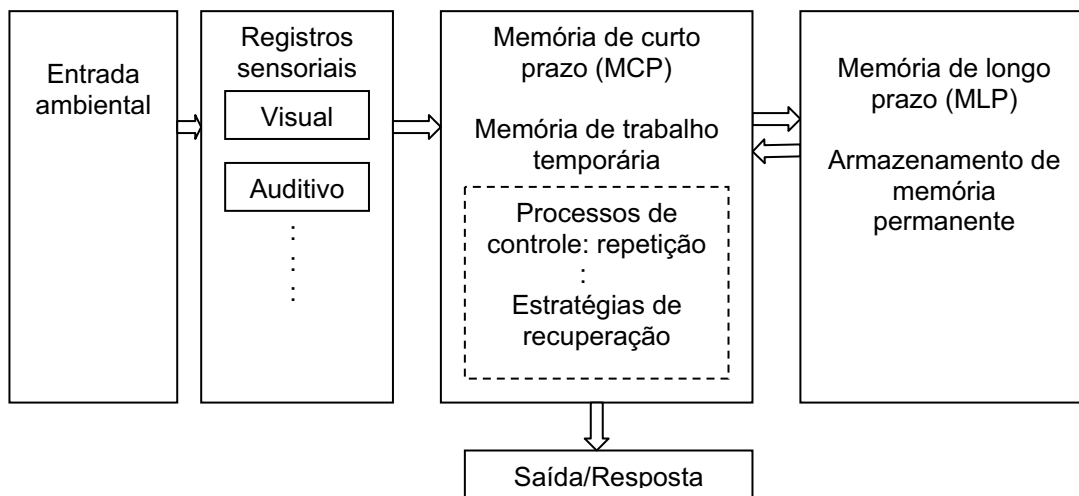 Entrada
ambiental
Registros
sensoriais
Visual
Auditivo
Memória de curto
prazo (MCP)
Memória de trabalho
temporária
Processos de
controle: repetição
:
Estratégias de
recuperação
Memória de longo
prazo (MLP)
Armazenamento de
memória
permanente
Saída/Resposta